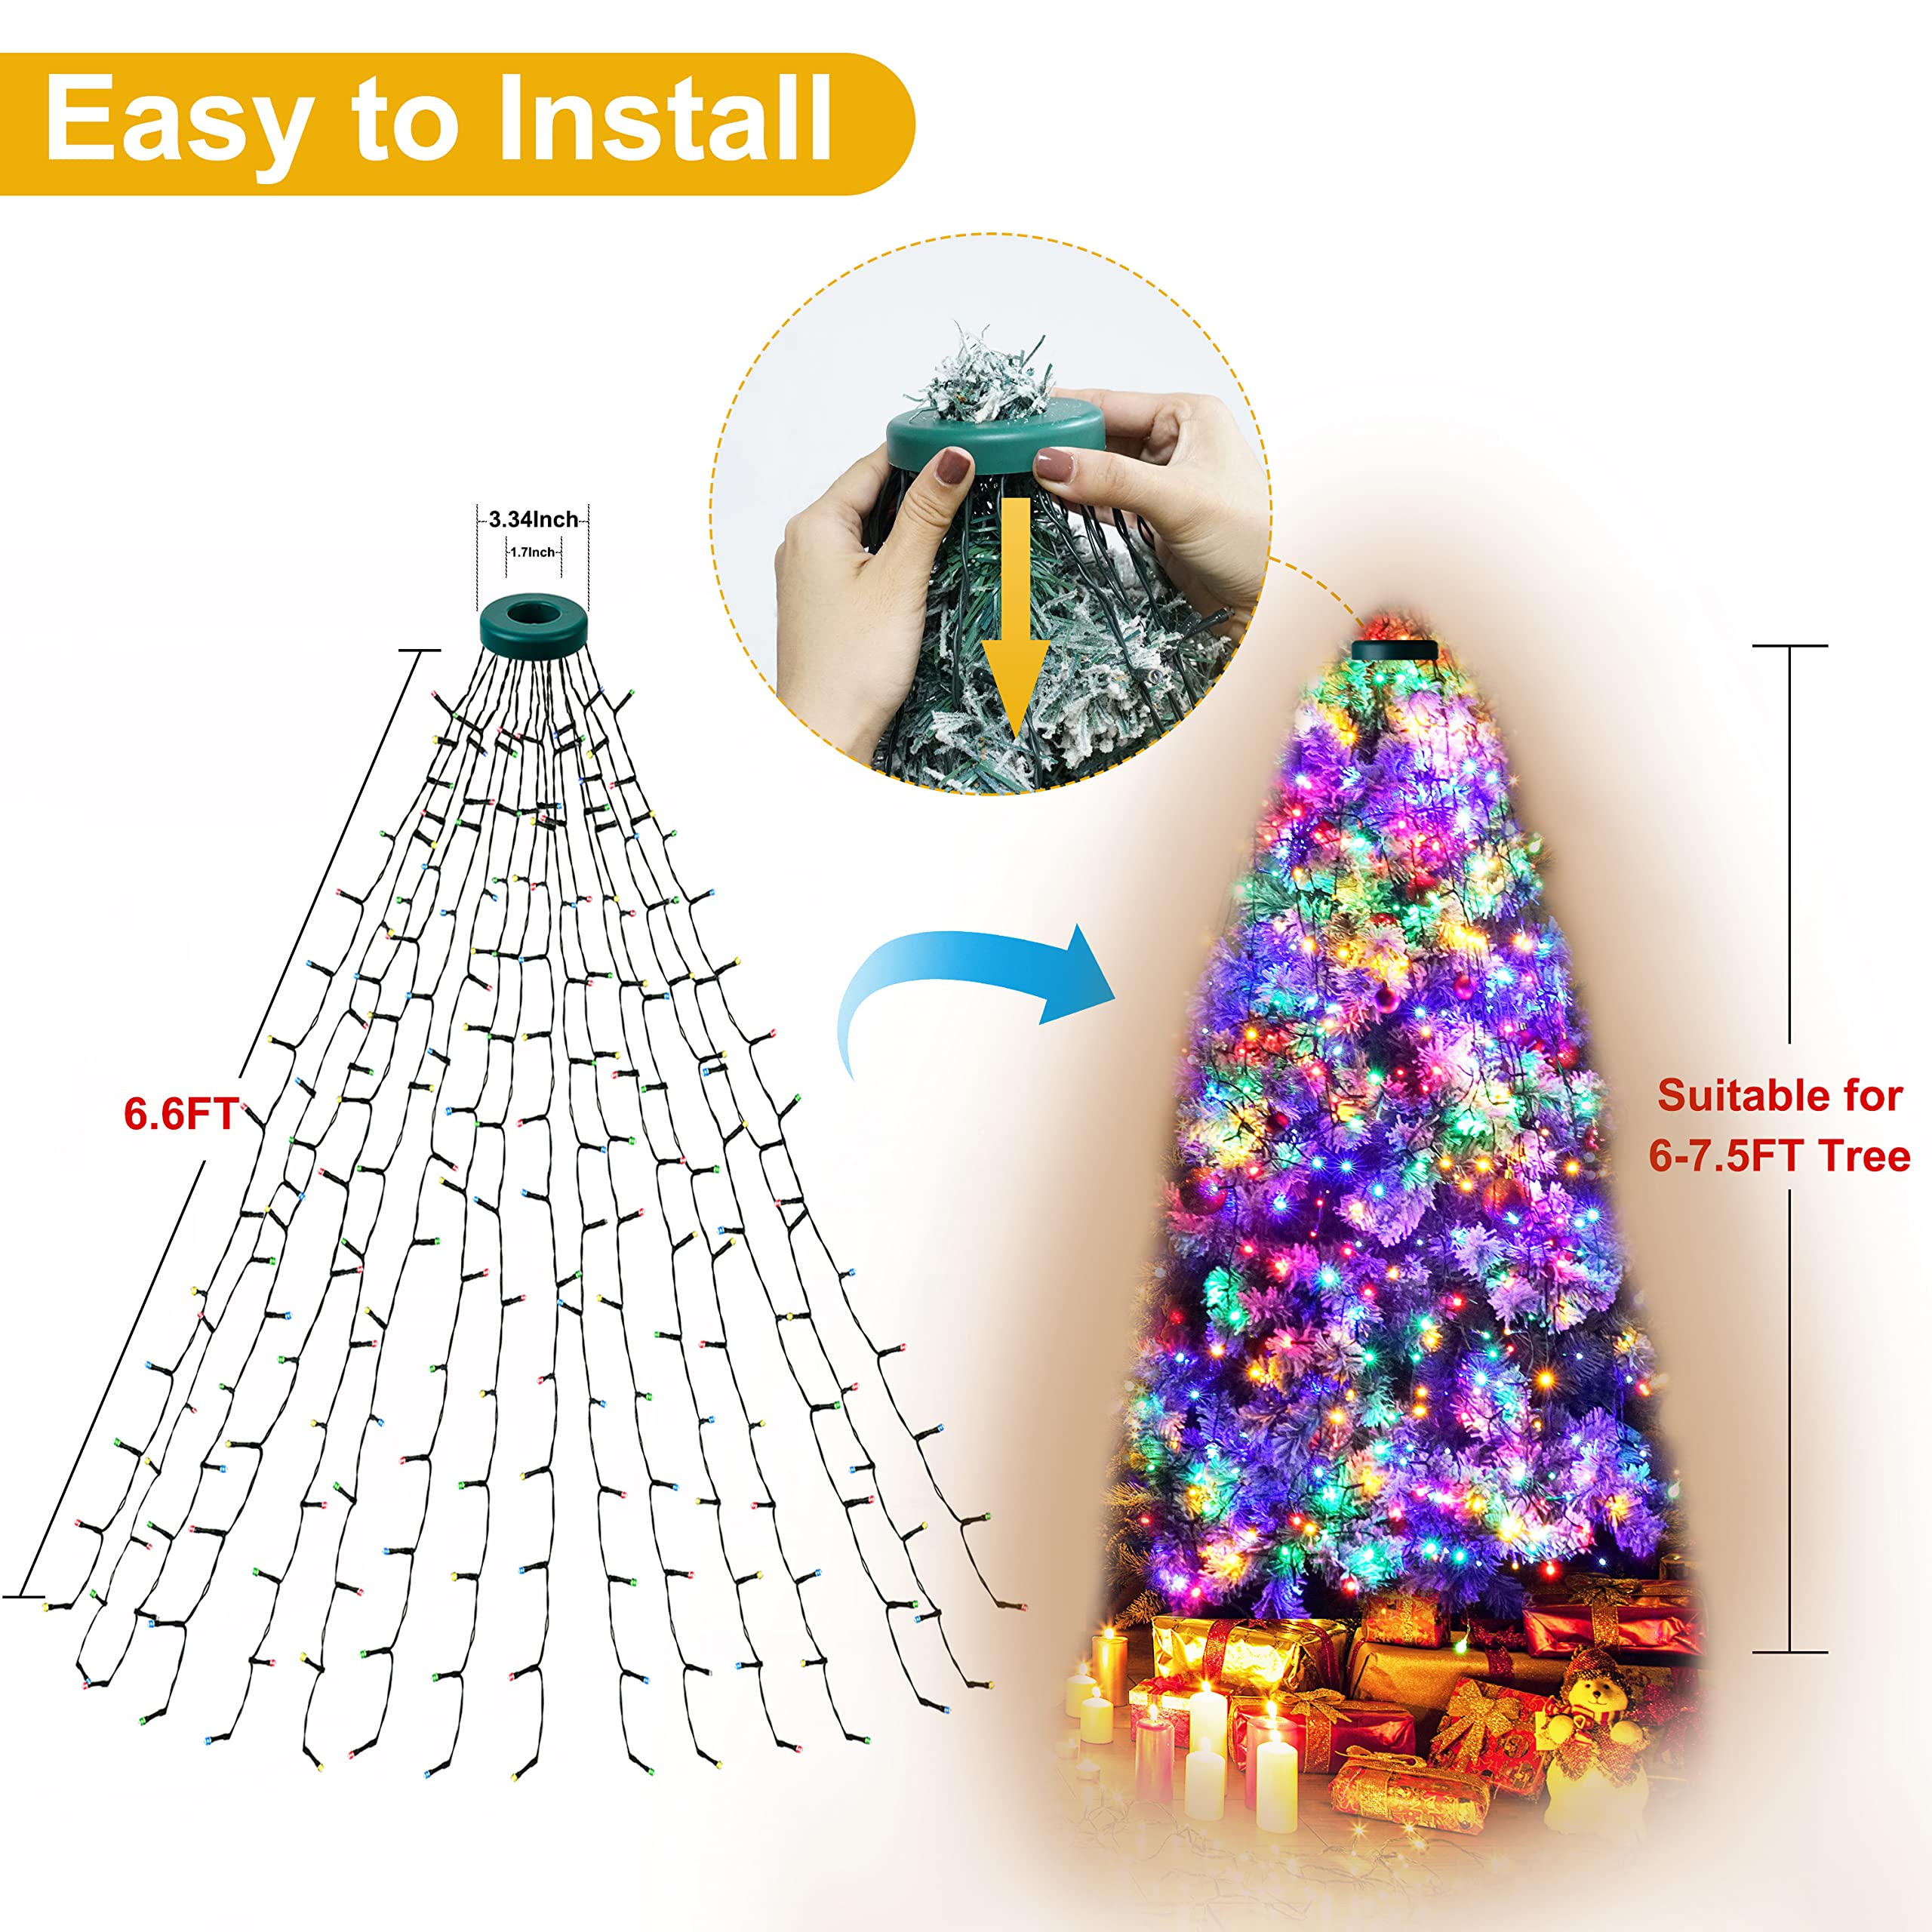 Easy to Install
3.34Inch
1.7Inch
6.6FT
Suitable for
6-7.5FT Tree